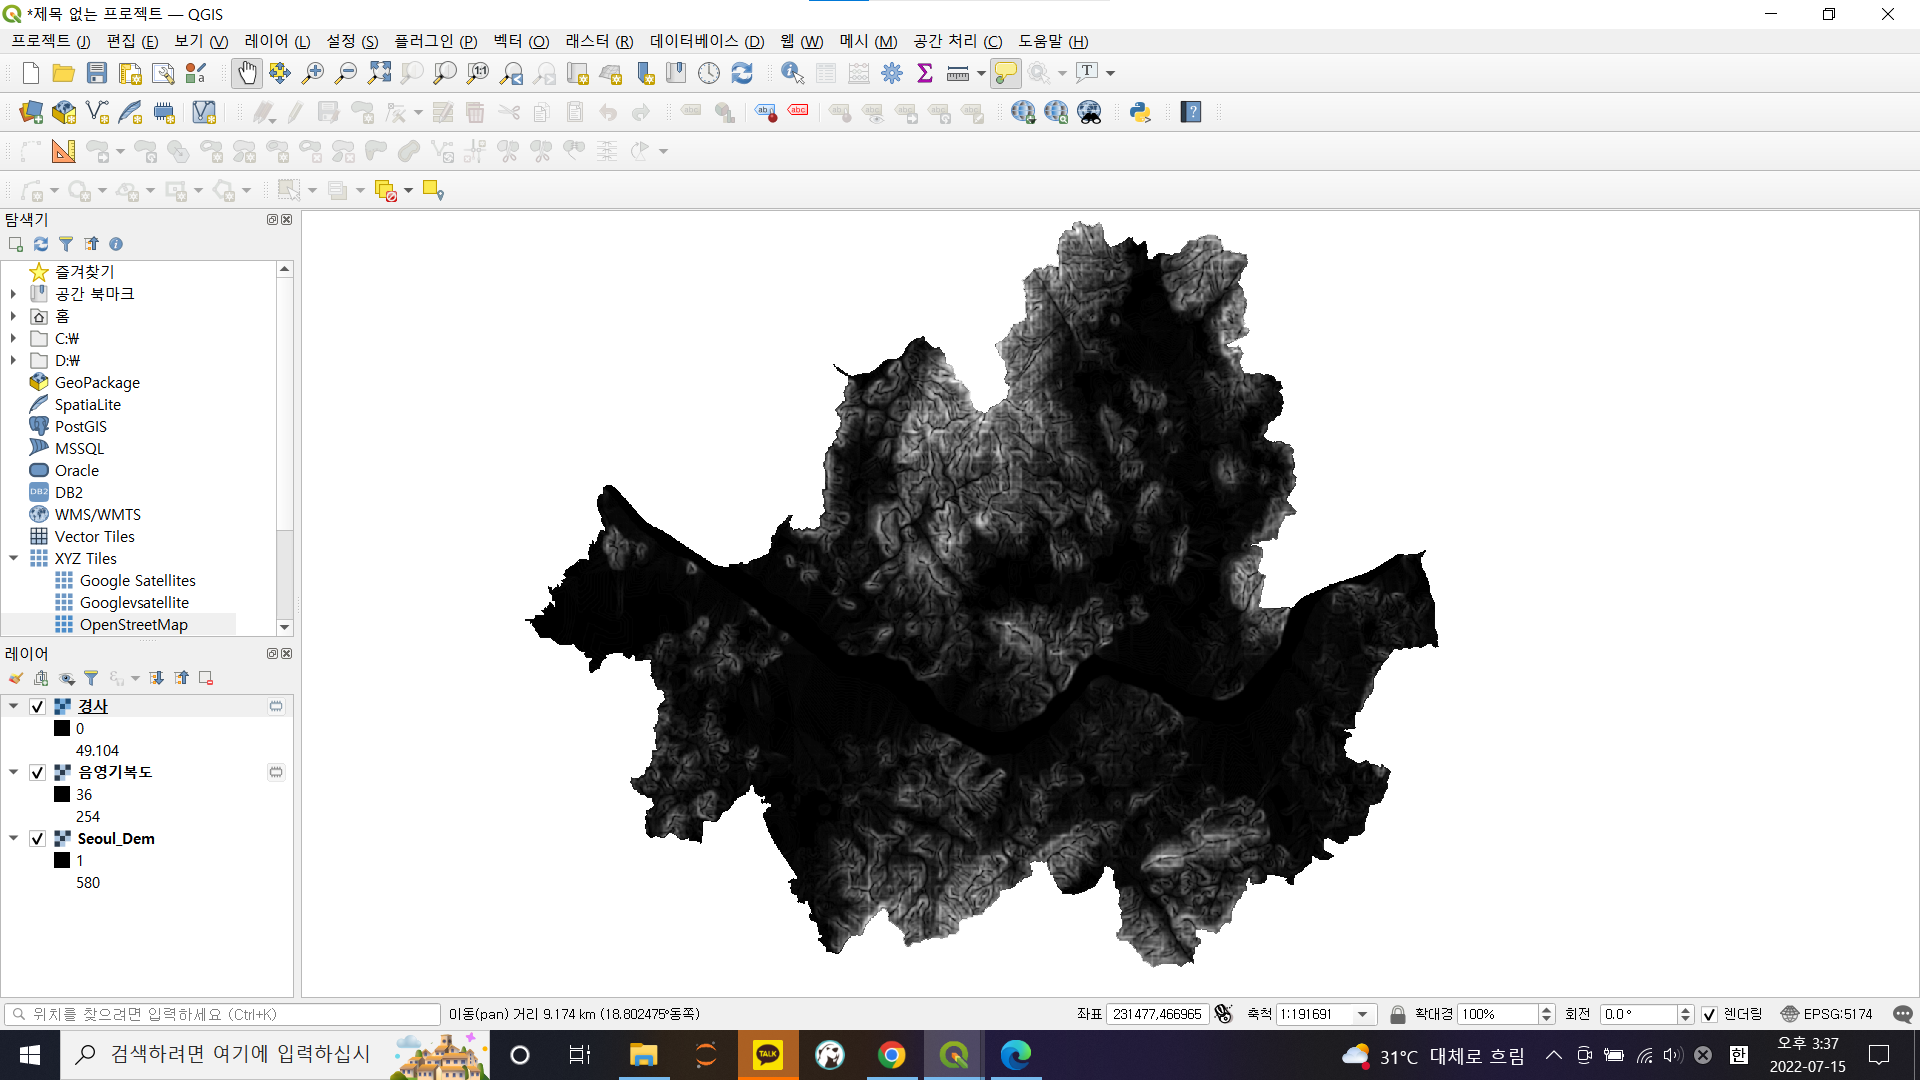 *제목 없는 프로젝트 — QGIS
프로젝트 (J) 편집 (E) 보기 (V) 레이어 (L) 설정 (S) 플러그인 (P) 벡터 (O) 래스터 (R) 데이터베이스 (D) 웹 (W) 메시 (M) 공간 처리 (C) 도움말 (H)
탐색기
즐겨찾기
공간 북마크
홈
C:₩
D:₩
GeoPackage
SpatiaLite
PostGIS
MSSQL
Oracle
DB2
WMS/WMTS
Vector Tiles
XYZ Tiles
Google Satellites
Googlevsatellite
OpenStreetMap
레이어
경사
0
49.104
음영기복도
36
254
Seoul_Dem
1
580
위치를 찾으려면 입력하세요 (Ctrl+K) 이동(pan) 거리 9.174 km (18.802475°동쪽) 좌표 231477,466965 축척 1:191691 확대경 100% 회전 0.0 ° 렌더링 EPSG:5174
검색하려면 여기에 입력하십시 TALK 31°C 대체로 흐림 한 오후 3:37
2022-07-15